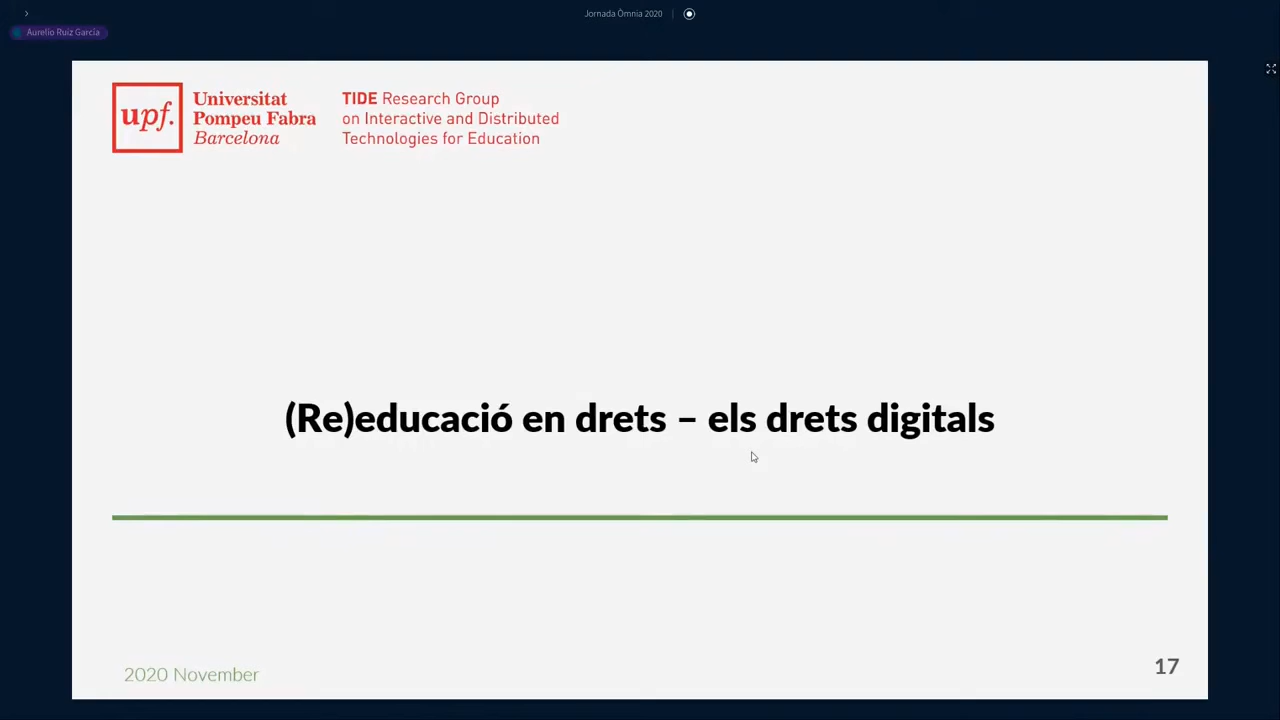 Jornada Òmnia 2020
Aurelio Ruiz García
upf.
Universitat
Pompeu Fabra
Barcelona
TIDE Research Group
on Interactive and Distributed
Technologies for Education
(Re)educació en drets – els drets digitals
2020 November
17